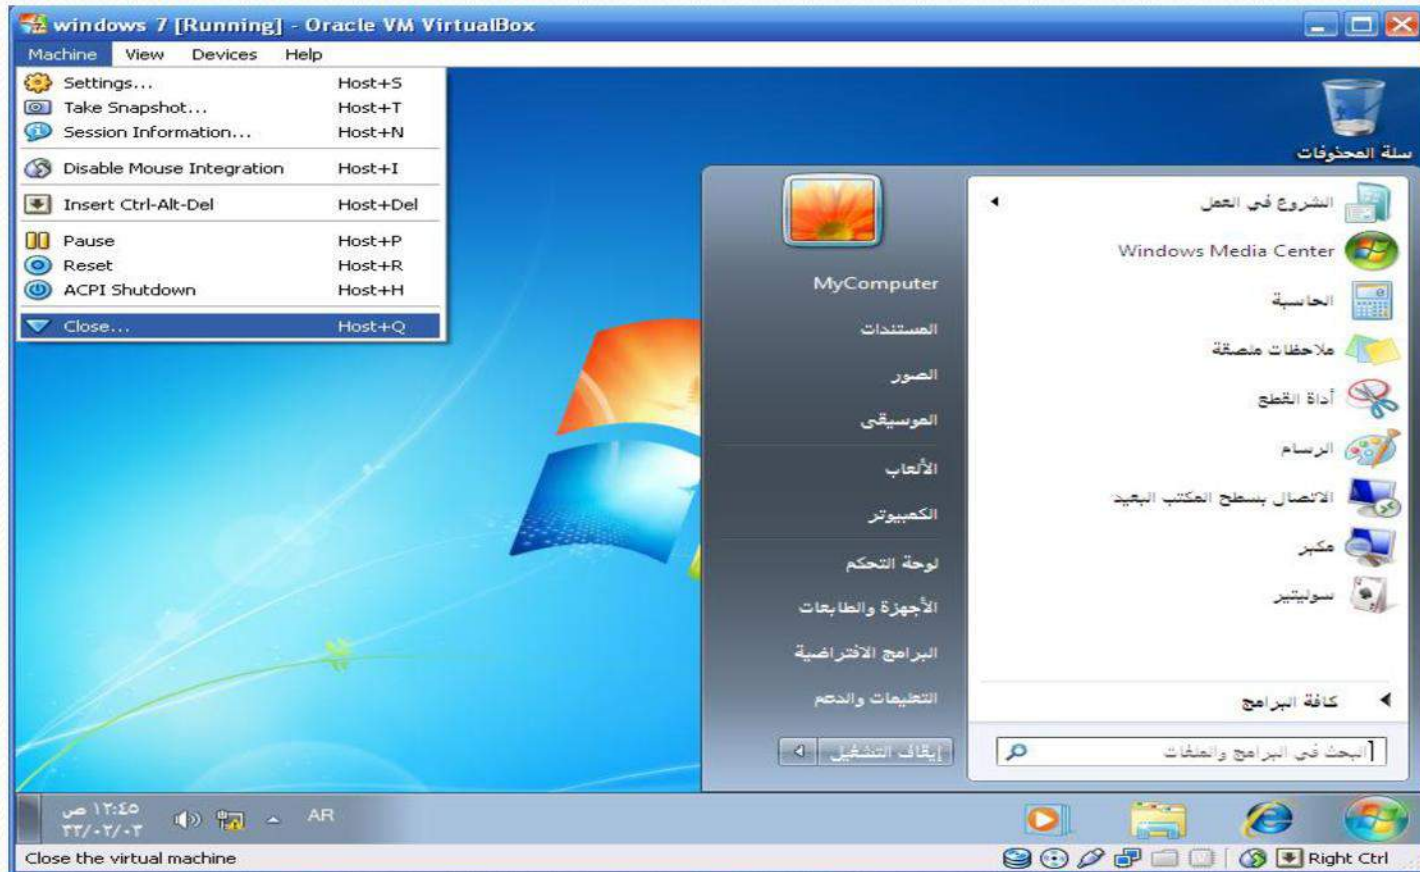 windows 7 [Running] - Oracle VM VirtualBox
Machine View Devices Help
Settings... Host+S
Take Snapshot... Host+T
Session Information... Host+N
Disable Mouse Integration Host+I
Insert Ctrl-Alt-Del Host+Del
Pause Host+P
Reset Host+R
ACPI Shutdown Host+H
Close... Host+Q
سلة المحذوفات
الشروع في العمل
Windows Media Center
الحاسبة
ملاحظات ملصقة
أداة القطع
الرسام
الاتصال بسطح المكتب البعيد
مكبر
سوليتير
كافة البرامج
البحث في البرامج والملفات
MyComputer
المستندات
الصور
الموسيقى
الألعاب
الكمبيوتر
لوحة التحكم
الأجهزة والطابعات
البرامج الافتراضية
التعليمات والدعم
إيقاف التشغيل
AR
١٢:٤٥ ص
٣٣/٠٢/٠٣
Close the virtual machine
Right Ctrl